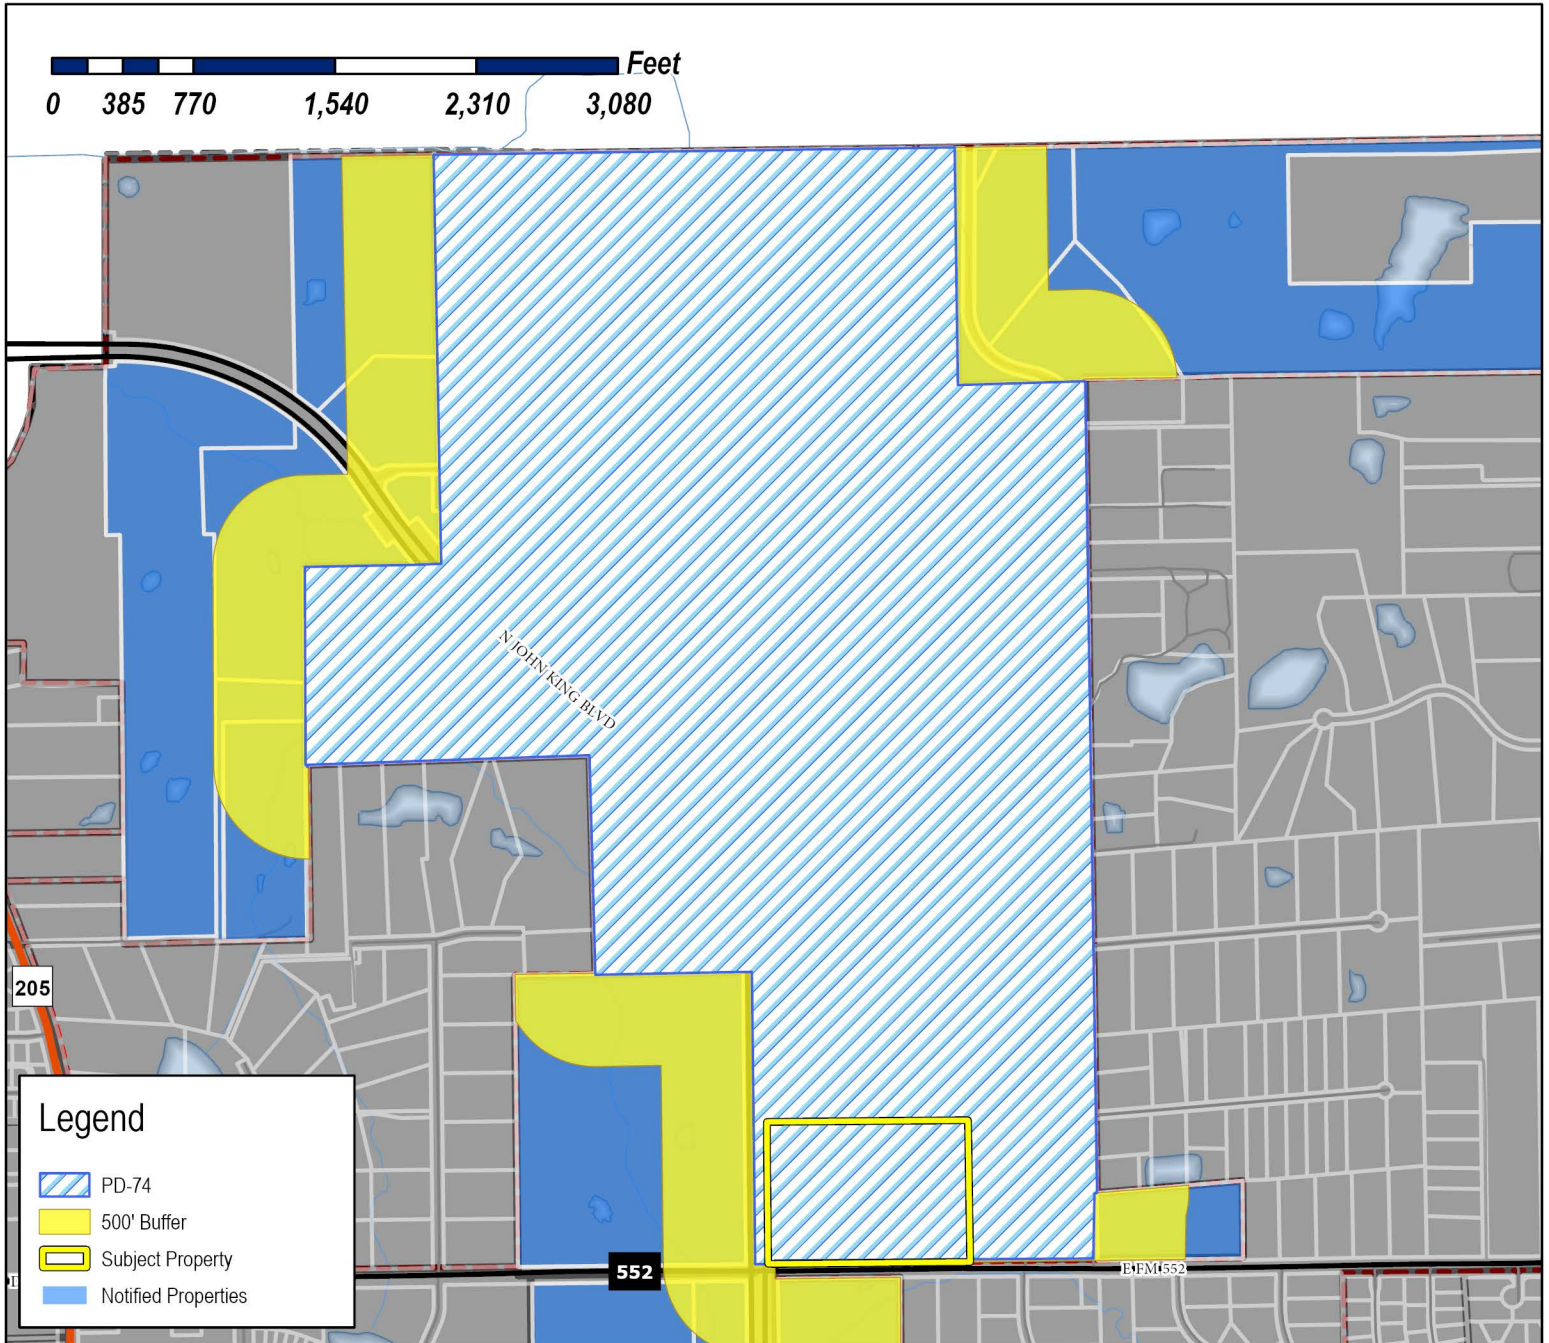 Feet
0 385 770 1,540 2,310 3,080
N JOHN KING BLVD
205
Legend
PD-74
500' Buffer
Subject Property
Notified Properties
552
E FM 552